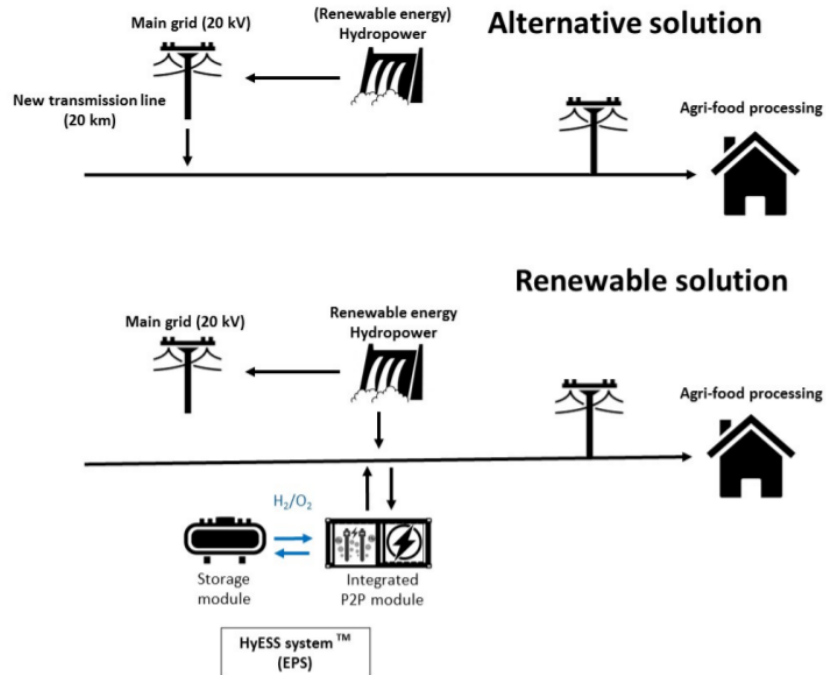 Alternative solution
Main grid (20 kV)
(Renewable energy)
Hydropower
New transmission line
(20 km)
Agri-food processing
Renewable solution
Main grid (20 kV)
Renewable energy
Hydropower
Agri-food processing
H₂/O₂
Storage
module
Integrated
P2P module
HyESS system ™
(EPS)